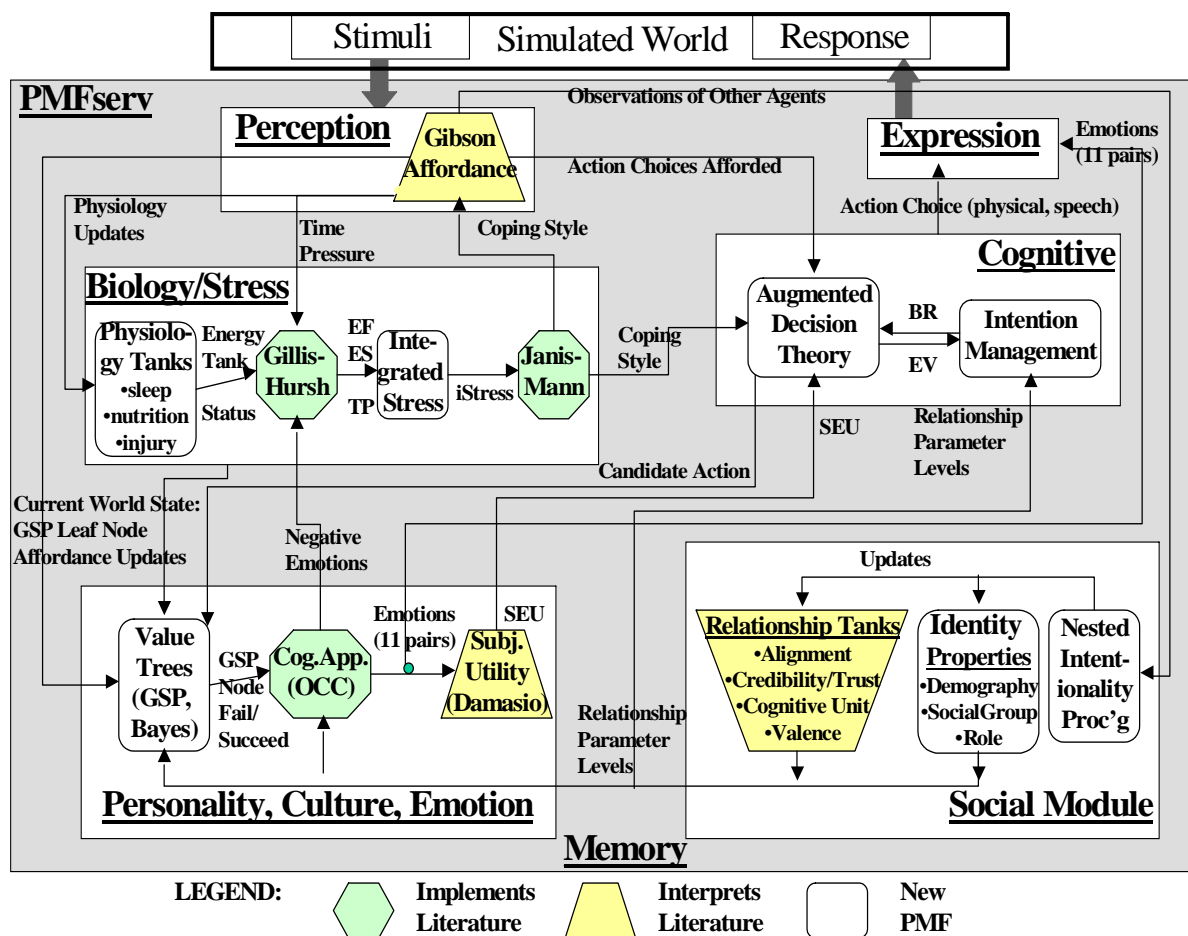 Stimuli
Simulated World
Response
PMFserv
Observations of Other Agents
Perception
Gibson
Affordance
Action Choices Afforded
Expression
Emotions
(11 pairs)
Physiology
Updates
Time
Pressure
Coping Style
Action Choice (physical, speech)
Biology/Stress
Physiolo-
gy Tanks
•sleep
•nutrition
•injury
Energy
Tank
Status
Gillis-
Hursh
EF
ES
TP
Inte-
grated
Stress
iStress
Janis-
Mann
Coping
Style
Cognitive
Augmented
Decision
Theory
BR
EV
Intention
Management
SEU
Relationship
Parameter
Levels
Candidate Action
Current World State:
GSP Leaf Node
Affordance Updates
Negative
Emotions
Value
Trees
(GSP,
Bayes)
GSP
Node
Fail/
Succeed
Cog.App.
(OCC)
Emotions
(11 pairs)
SEU
Subj.
Utility
(Damasio)
Personality, Culture, Emotion
Relationship
Parameter
Levels
Updates
Relationship Tanks
•Alignment
•Credibility/Trust
•Cognitive Unit
•Valence
Identity
Properties
•Demography
•SocialGroup
•Role
Nested
Intent-
ionality
Proc’g
Social Module
Memory
LEGEND:
Implements
Literature
Interprets
Literature
New
PMF